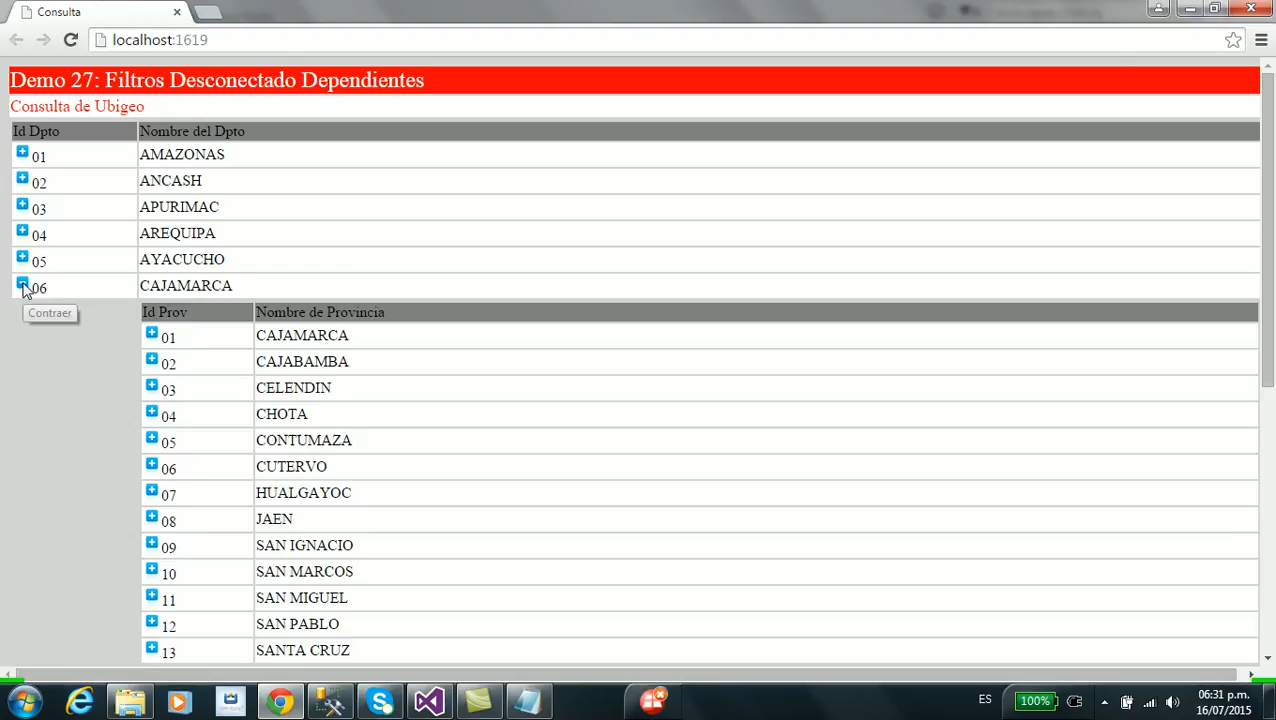 Consulta
localhost:1619
Demo 27: Filtros Desconectado Dependientes
Consulta de Ubigeo
Id Dpto Nombre del Dpto
01 AMAZONAS
02 ANCASH
03 APURIMAC
04 AREQUIPA
05 AYACUCHO
06 CAJAMARCA
Contraer
Id Prov Nombre de Provincia
01 CAJAMARCA
02 CAJABAMBA
03 CELENDIN
04 CHOTA
05 CONTUMAZA
06 CUTERVO
07 HUALGAYOC
08 JAEN
09 SAN IGNACIO
10 SAN MARCOS
11 SAN MIGUEL
12 SAN PABLO
13 SANTA CRUZ
ES 100% 06:31 p.m.
16/07/2015